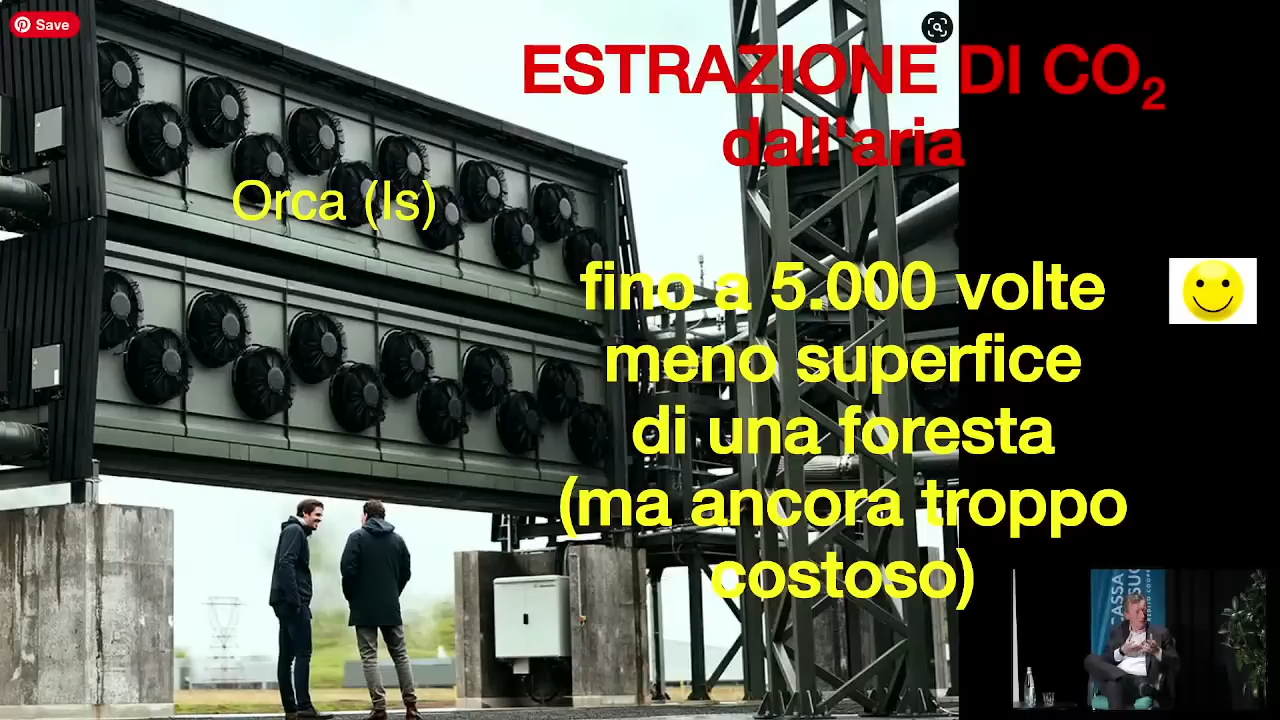 Save
ESTRAZIONE DI CO₂
dall'aria
Orca (Is)
fino a 5.000 volte
meno superfice
di una foresta
(ma ancora troppo
costoso)
CASSA